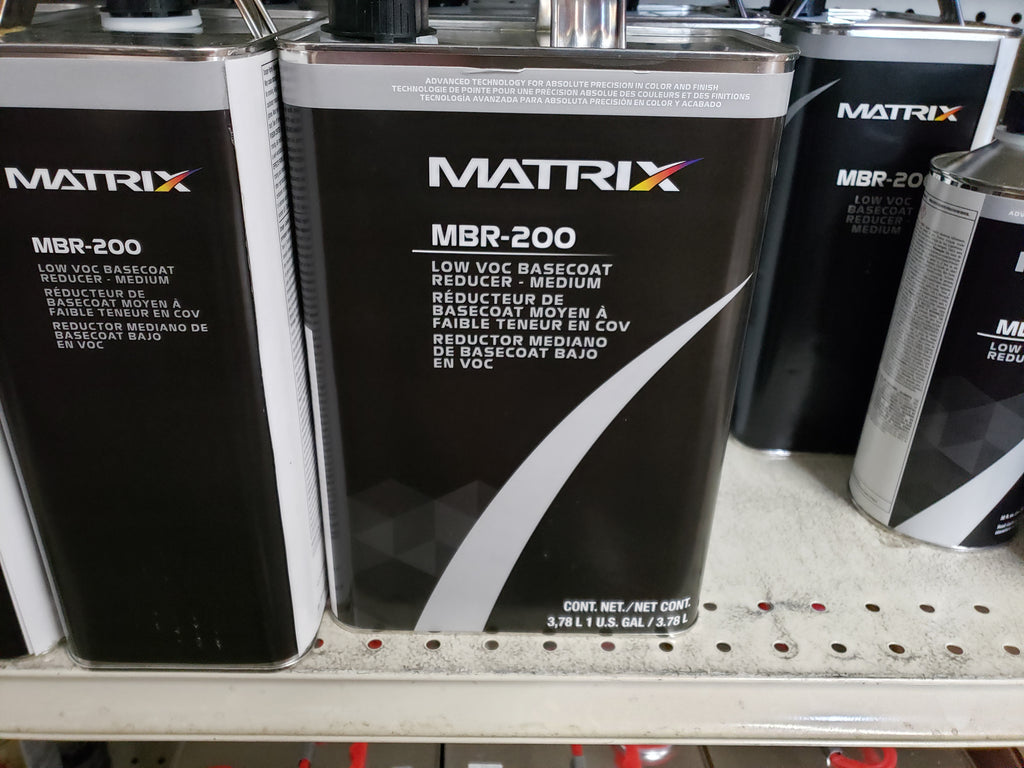 MATRIX
MBR-200
LOW VOC BASECOAT
REDUCER - MEDIUM
RÉDUCTEUR DE
BASECOAT MOYEN À
FAIBLE TENEUR EN COV
REDUCTOR MEDIANO DE
BASECOAT BAJO
EN VOC
ADVANCED TECHNOLOGY FOR ABSOLUTE PRECISION IN COLOR AND FINISH
TECHNOLOGIE DE POINTE POUR UNE PRÉCISION ABSOLUE DES COULEURS ET DES FINITIONS
TECNOLOGÍA AVANZADA PARA ABSOLUTA PRECISIÓN EN COLOR Y ACABADO
MATRIX
MBR-200
LOW VOC BASECOAT
REDUCER - MEDIUM
RÉDUCTEUR DE
BASECOAT MOYEN À
FAIBLE TENEUR EN COV
REDUCTOR MEDIANO
DE BASECOAT BAJO
EN VOC
CONT. NET./NET CONT.
3,78 L 1 U.S. GAL / 3.78 L
MATRIX
MBR-20
LOW VOC
BASECOAT
REDUCER
MEDIUM
LOW
REDU